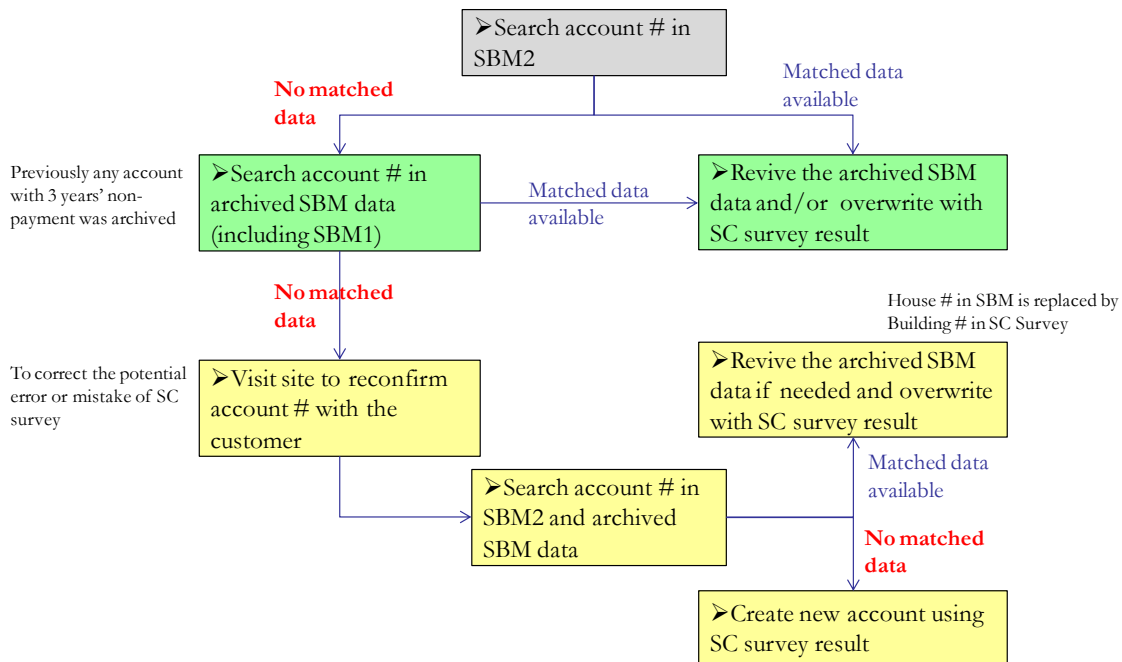 ➤Search account # in
SBM2
No matched
data
Matched data
available
Previously any account
with 3 years’ non-
payment was archived
➤Search account # in
archived SBM data
(including SBM1)
Matched data
available
➤Revive the archived SBM
data and/or overwrite with
SC survey result
No matched
data
House # in SBM is replaced by
Building # in SC Survey
To correct the potential
error or mistake of SC
survey
➤Visit site to reconfirm
account # with the
customer
➤Revive the archived SBM
data if needed and overwrite
with SC survey result
➤Search account # in
SBM2 and archived
SBM data
Matched data
available
No matched
data
➤Create new account using
SC survey result